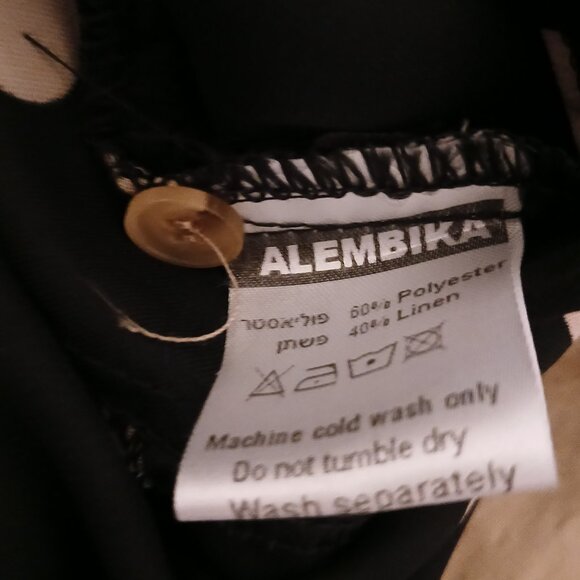 ALEMBIKA
פוליאסטר 60% Polyester
פשתן 40% Linen
Machine cold wash only
Do not tumble dry
Wash separately